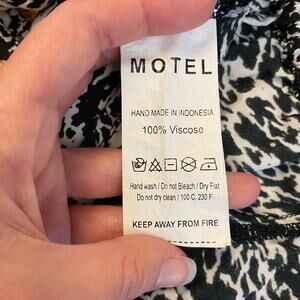 MOTEL
HAND MADE IN INDONESIA
100% Viscose
Hand wash / Do not Bleach / Dry Flat
Do not dry clean / 100 C, 230 F
KEEP AWAY FROM FIRE